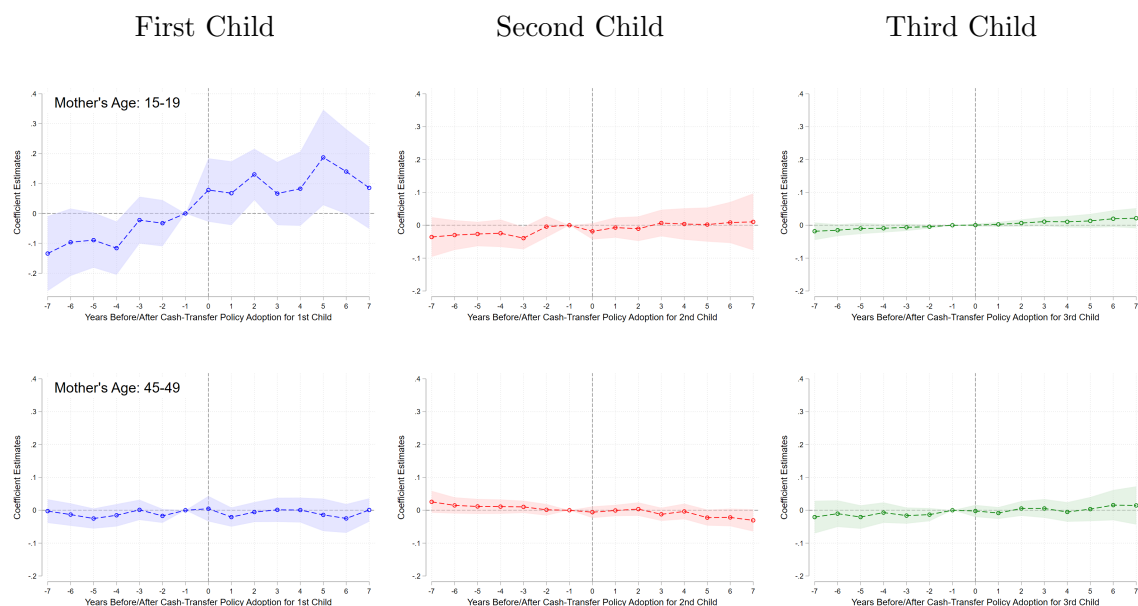 First Child
Second Child
Third Child
Mother's Age: 15-19
Coefficient Estimates
.4
.3
.2
.1
0
-.1
-.2
-7 -6 -5 -4 -3 -2 -1 0 1 2 3 4 5 6 7
Years Before/After Cash-Transfer Policy Adoption for 1st Child
Coefficient Estimates
.4
.3
.2
.1
0
-.1
-.2
-7 -6 -5 -4 -3 -2 -1 0 1 2 3 4 5 6 7
Years Before/After Cash-Transfer Policy Adoption for 2nd Child
Coefficient Estimates
.4
.3
.2
.1
0
-.1
-.2
-7 -6 -5 -4 -3 -2 -1 0 1 2 3 4 5 6 7
Years Before/After Cash-Transfer Policy Adoption for 3rd Child
Mother's Age: 45-49
Coefficient Estimates
.4
.3
.2
.1
0
-.1
-.2
-7 -6 -5 -4 -3 -2 -1 0 1 2 3 4 5 6 7
Years Before/After Cash-Transfer Policy Adoption for 1st Child
Coefficient Estimates
.4
.3
.2
.1
0
-.1
-.2
-7 -6 -5 -4 -3 -2 -1 0 1 2 3 4 5 6 7
Years Before/After Cash-Transfer Policy Adoption for 2nd Child
Coefficient Estimates
.4
.3
.2
.1
0
-.1
-.2
-7 -6 -5 -4 -3 -2 -1 0 1 2 3 4 5 6 7
Years Before/After Cash-Transfer Policy Adoption for 3rd Child